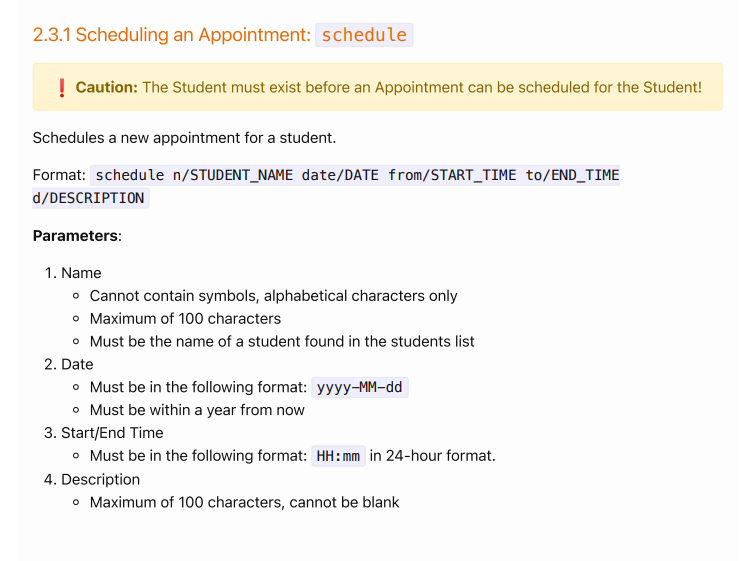 2.3.1 Scheduling an Appointment: schedule
❗ Caution: The Student must exist before an Appointment can be scheduled for the Student!
Schedules a new appointment for a student.
Format: schedule n/STUDENT_NAME date/DATE from/START_TIME to/END_TIME
d/DESCRIPTION
Parameters:
1. Name
◦ Cannot contain symbols, alphabetical characters only
◦ Maximum of 100 characters
◦ Must be the name of a student found in the students list
2. Date
◦ Must be in the following format: yyyy-MM-dd
◦ Must be within a year from now
3. Start/End Time
◦ Must be in the following format: HH:mm in 24-hour format.
4. Description
◦ Maximum of 100 characters, cannot be blank